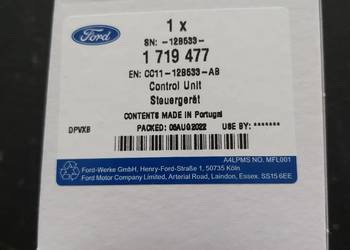 1 x
Ford
SN: -12B533-
1 719 477
EN: CC11-12B533-AB
Control Unit
Steuergerät
CONTENTS MADE IN Portugal
DPVXB PACKED: 05AUG2022 USE BY: *******
A4LPMS NO. MFL001
Ford-Werke GmbH, Henry-Ford-Straße 1, 50735 Köln
Ford Motor Company Limited, Arterial Road, Laindon, Essex. SS15 6EE